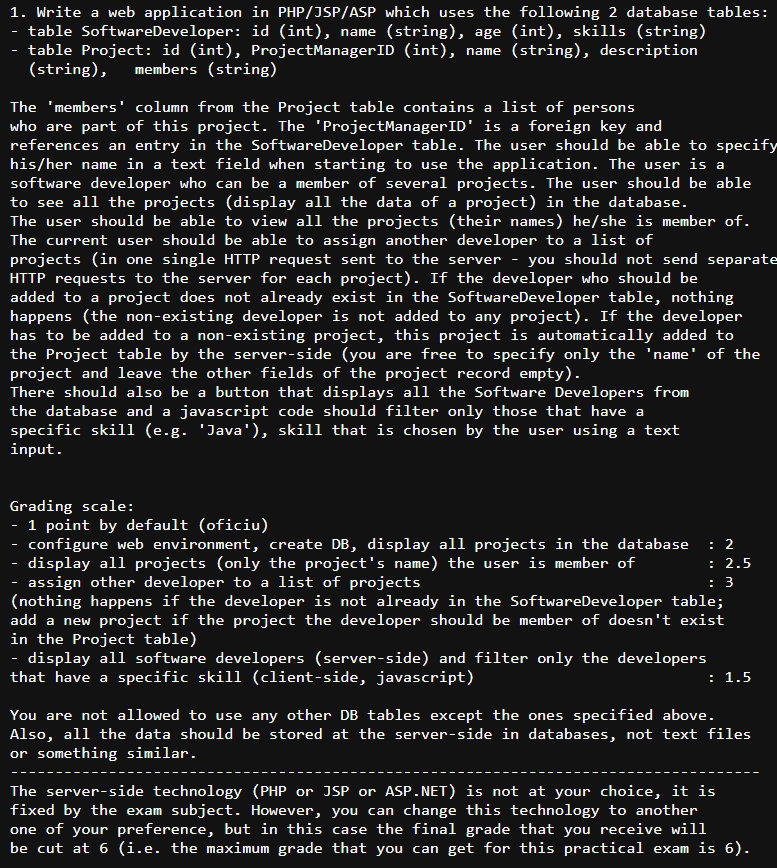 1. Write a web application in PHP/JSP/ASP which uses the following 2 database tables:
- table SoftwareDeveloper: id (int), name (string), age (int), skills (string)
- table Project: id (int), ProjectManagerID (int), name (string), description
(string),   members (string)
The 'members' column from the Project table contains a list of persons
who are part of this project. The 'ProjectManagerID' is a foreign key and
references an entry in the SoftwareDeveloper table. The user should be able to specify
his/her name in a text field when starting to use the application. The user is a
software developer who can be a member of several projects. The user should be able
to see all the projects (display all the data of a project) in the database.
The user should be able to view all the projects (their names) he/she is member of.
The current user should be able to assign another developer to a list of
projects (in one single HTTP request sent to the server - you should not send separate
HTTP requests to the server for each project). If the developer who should be
added to a project does not already exist in the SoftwareDeveloper table, nothing
happens (the non-existing developer is not added to any project). If the developer
has to be added to a non-existing project, this project is automatically added to
the Project table by the server-side (you are free to specify only the 'name' of the
project and leave the other fields of the project record empty).
There should also be a button that displays all the Software Developers from
the database and a javascript code should filter only those that have a
specific skill (e.g. 'Java'), skill that is chosen by the user using a text
input.
Grading scale:
- 1 point by default (oficiu)
- configure web environment, create DB, display all projects in the database  : 2
- display all projects (only the project's name) the user is member of        : 2.5
- assign other developer to a list of projects                                : 3
(nothing happens if the developer is not already in the SoftwareDeveloper table;
add a new project if the project the developer should be member of doesn't exist
in the Project table)
- display all software developers (server-side) and filter only the developers
that have a specific skill (client-side, javascript)                          : 1.5
You are not allowed to use any other DB tables except the ones specified above.
Also, all the data should be stored at the server-side in databases, not text files
or something similar.
-----------------------------------------------------------------------------------
The server-side technology (PHP or JSP or ASP.NET) is not at your choice, it is
fixed by the exam subject. However, you can change this technology to another
one of your preference, but in this case the final grade that you receive will
be cut at 6 (i.e. the maximum grade that you can get for this practical exam is 6).